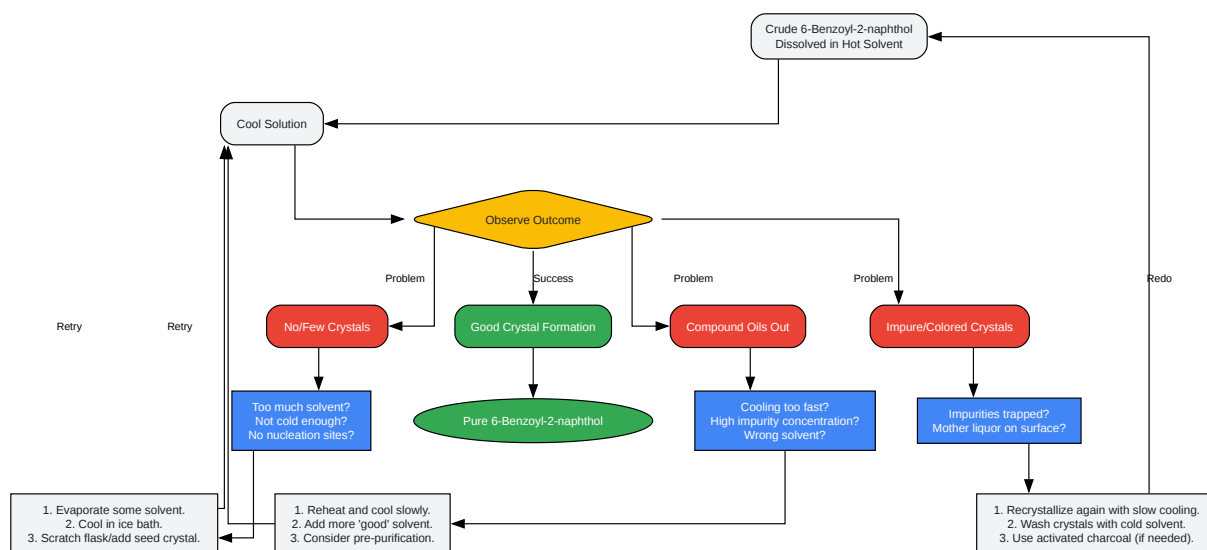 Crude 6-Benzoyl-2-naphthol
Dissolved in Hot Solvent
Cool Solution
Observe Outcome
Problem
Success
Problem
Problem
Redo
Retry
Retry
No/Few Crystals
Good Crystal Formation
Compound Oils Out
Impure/Colored Crystals
Too much solvent?
Not cold enough?
No nucleation sites?
Pure 6-Benzoyl-2-naphthol
Cooling too fast?
High impurity concentration?
Wrong solvent?
Impurities trapped?
Mother liquor on surface?
1. Evaporate some solvent.
2. Cool in ice bath.
3. Scratch flask/add seed crystal.
1. Reheat and cool slowly.
2. Add more 'good' solvent.
3. Consider pre-purification.
1. Recrystallize again with slow cooling.
2. Wash crystals with cold solvent.
3. Use activated charcoal (if needed).